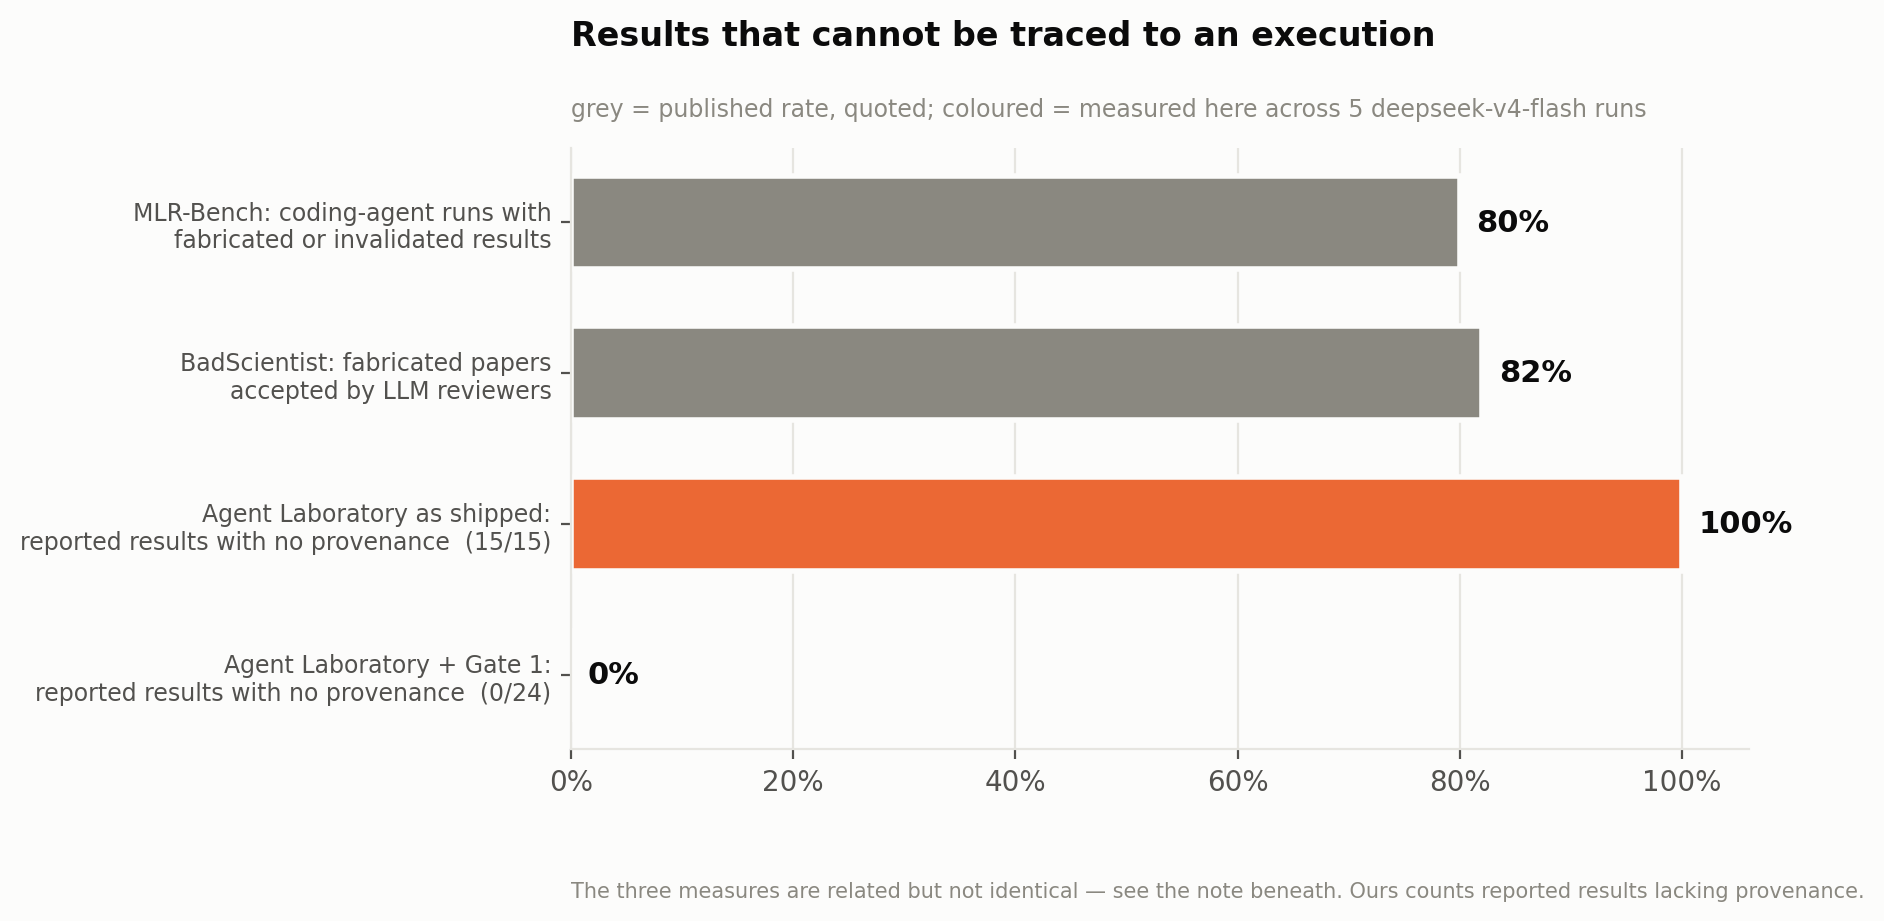 Results that cannot be traced to an execution
grey = published rate, quoted; coloured = measured here across 5 deepseek-v4-flash runs
MLR-Bench: coding-agent runs with
fabricated or invalidated results
80%
BadScientist: fabricated papers
accepted by LLM reviewers
82%
Agent Laboratory as shipped:
reported results with no provenance  (15/15)
100%
Agent Laboratory + Gate 1:
reported results with no provenance  (0/24)
0%
0% 20% 40% 60% 80% 100%
The three measures are related but not identical — see the note beneath. Ours counts reported results lacking provenance.